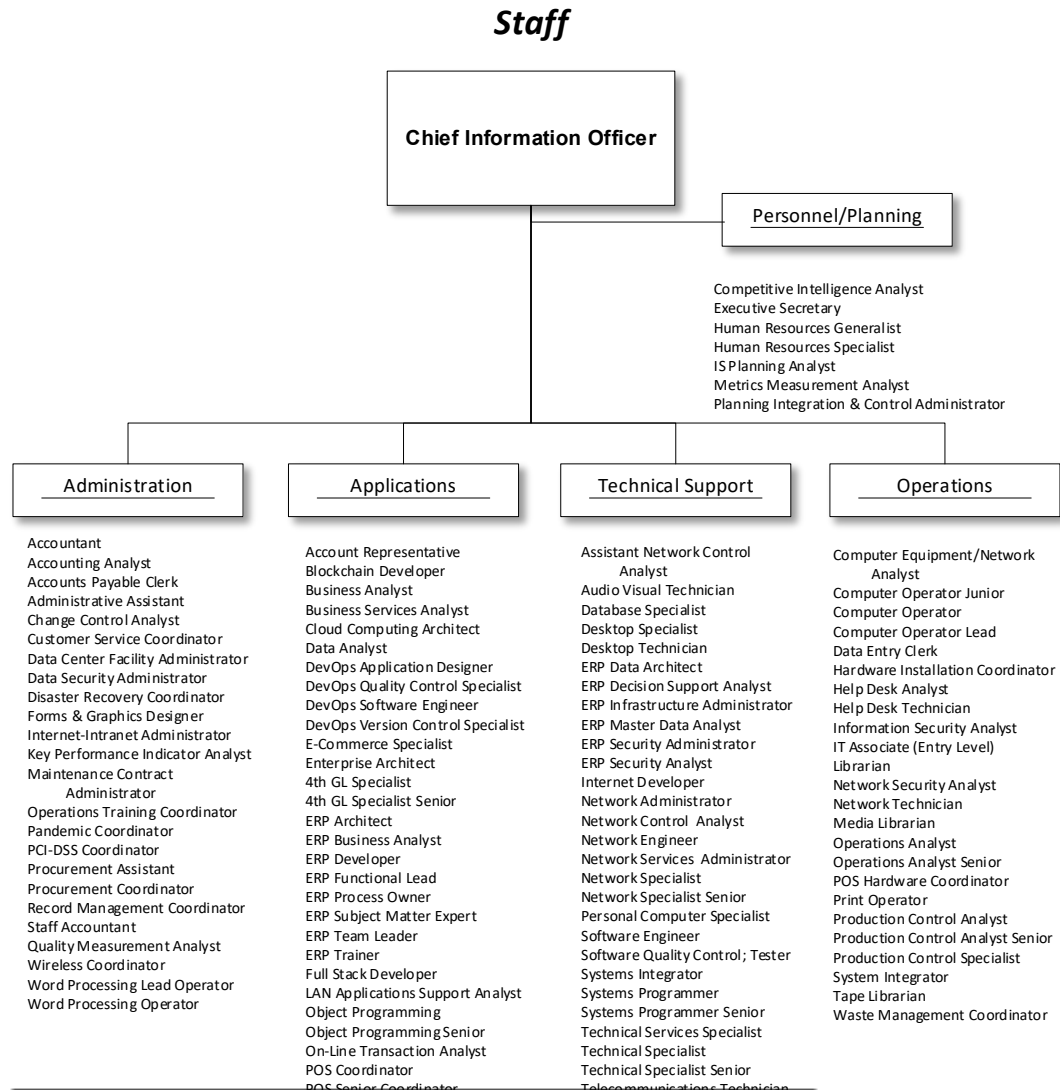 Staff
Chief Information Officer
Personnel/Planning
Competitive Intelligence Analyst
Executive Secretary
Human Resources Generalist
Human Resources Specialist
IS Planning Analyst
Metrics Measurement Analyst
Planning Integration & Control Administrator
Administration
Accountant
Accounting Analyst
Accounts Payable Clerk
Administrative Assistant
Change Control Analyst
Customer Service Coordinator
Data Center Facility Administrator
Data Security Administrator
Disaster Recovery Coordinator
Forms & Graphics Designer
Internet-Intranet Administrator
Key Performance Indicator Analyst
Maintenance Contract
Administrator
Operations Training Coordinator
Pandemic Coordinator
PCI-DSS Coordinator
Procurement Assistant
Procurement Coordinator
Record Management Coordinator
Staff Accountant
Quality Measurement Analyst
Wireless Coordinator
Word Processing Lead Operator
Word Processing Operator
Applications
Account Representative
Blockchain Developer
Business Analyst
Business Services Analyst
Cloud Computing Architect
Data Analyst
DevOps Application Designer
DevOps Quality Control Specialist
DevOps Software Engineer
DevOps Version Control Specialist
E-Commerce Specialist
Enterprise Architect
4th GL Specialist
4th GL Specialist Senior
ERP Architect
ERP Business Analyst
ERP Developer
ERP Functional Lead
ERP Process Owner
ERP Subject Matter Expert
ERP Team Leader
ERP Trainer
Full Stack Developer
LAN Applications Support Analyst
Object Programming
Object Programming Senior
On-Line Transaction Analyst
POS Coordinator
POS Senior Coordinator
Technical Support
Assistant Network Control
Analyst
Audio Visual Technician
Database Specialist
Desktop Specialist
Desktop Technician
ERP Data Architect
ERP Decision Support Analyst
ERP Infrastructure Administrator
ERP Master Data Analyst
ERP Security Administrator
ERP Security Analyst
Internet Developer
Network Administrator
Network Control Analyst
Network Engineer
Network Services Administrator
Network Specialist
Network Specialist Senior
Personal Computer Specialist
Software Engineer
Software Quality Control; Tester
Systems Integrator
Systems Programmer
Systems Programmer Senior
Technical Services Specialist
Technical Specialist
Technical Specialist Senior
Telecommunications Technician
Operations
Computer Equipment/Network
Analyst
Computer Operator Junior
Computer Operator
Computer Operator Lead
Data Entry Clerk
Hardware Installation Coordinator
Help Desk Analyst
Help Desk Technician
Information Security Analyst
IT Associate (Entry Level)
Librarian
Network Security Analyst
Network Technician
Media Librarian
Operations Analyst
Operations Analyst Senior
POS Hardware Coordinator
Print Operator
Production Control Analyst
Production Control Analyst Senior
Production Control Specialist
System Integrator
Tape Librarian
Waste Management Coordinator